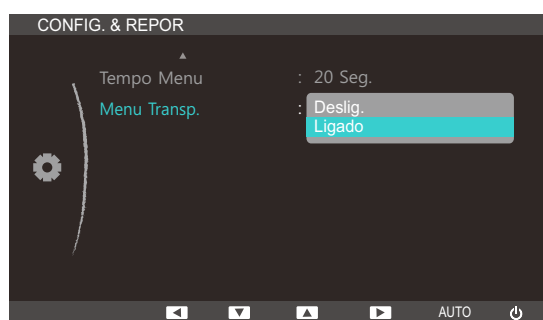 CONFIG. & REPOR
Tempo Menu : 20 Seg.
Menu Transp. : Deslig.
Ligado
AUTO